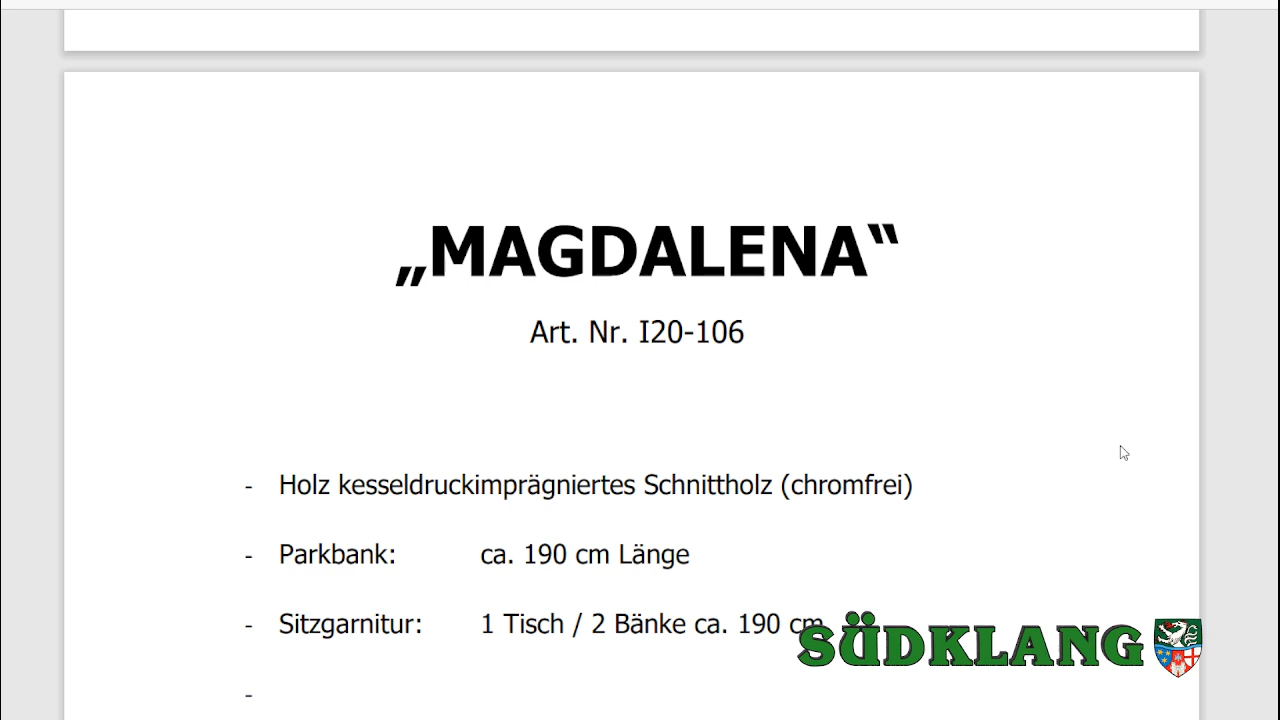 „MAGDALENA“
Art. Nr. I20-106
- Holz kesseldruckimprägniertes Schnittholz (chromfrei)
- Parkbank: ca. 190 cm Länge
- Sitzgarnitur: 1 Tisch / 2 Bänke ca. 190 cm
SÜDKLANG
-